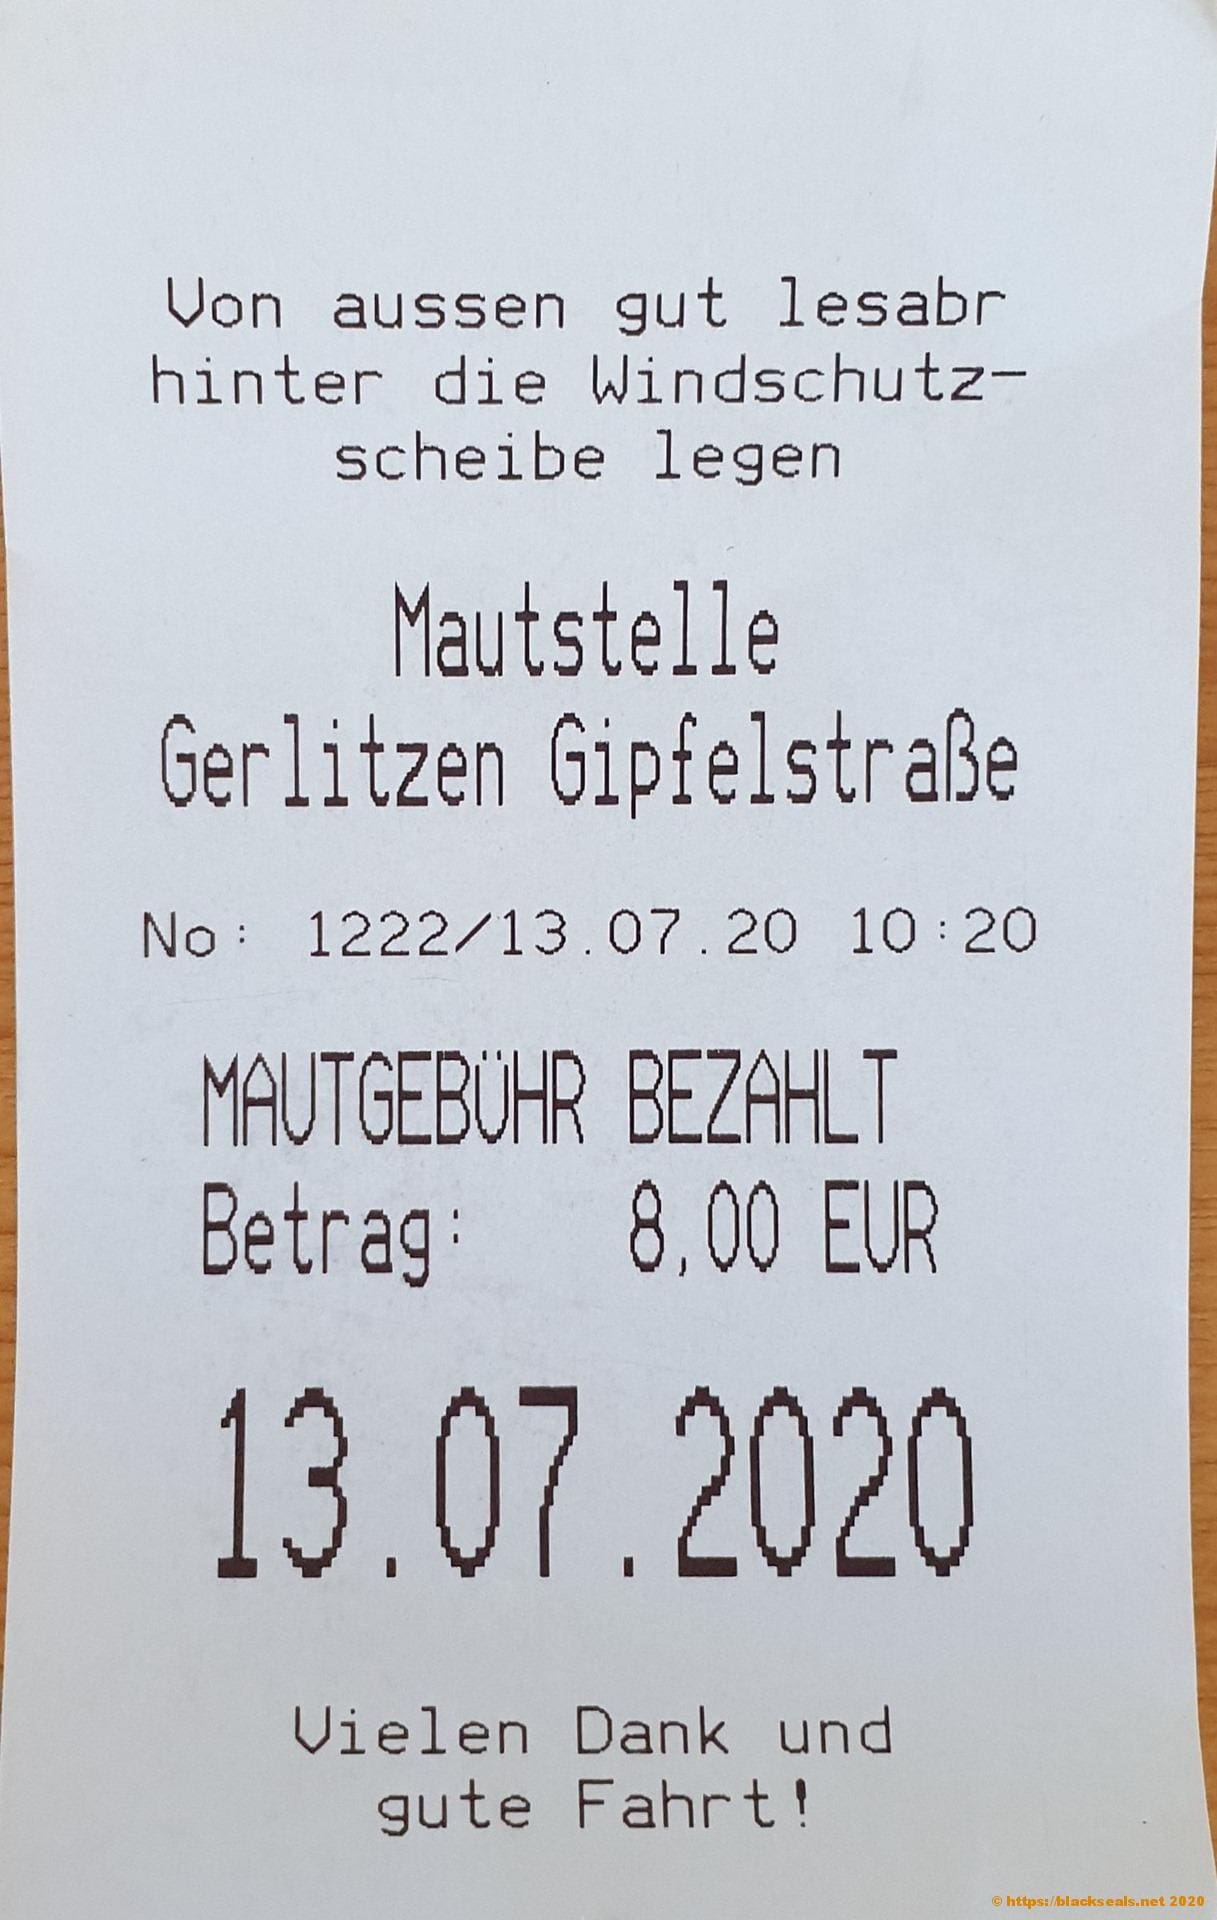 Von aussen gut lesabr
hinter die Windschutz-
scheibe legen
Mautstelle
Gerlitzen Gipfelstraße
No: 1222/13.07.20 10:20
MAUTGEBÜHR BEZAHLT
Betrag: 8,00 EUR
13.07.2020
Vielen Dank und
gute Fahrt!
© https://blackseals.net 2020